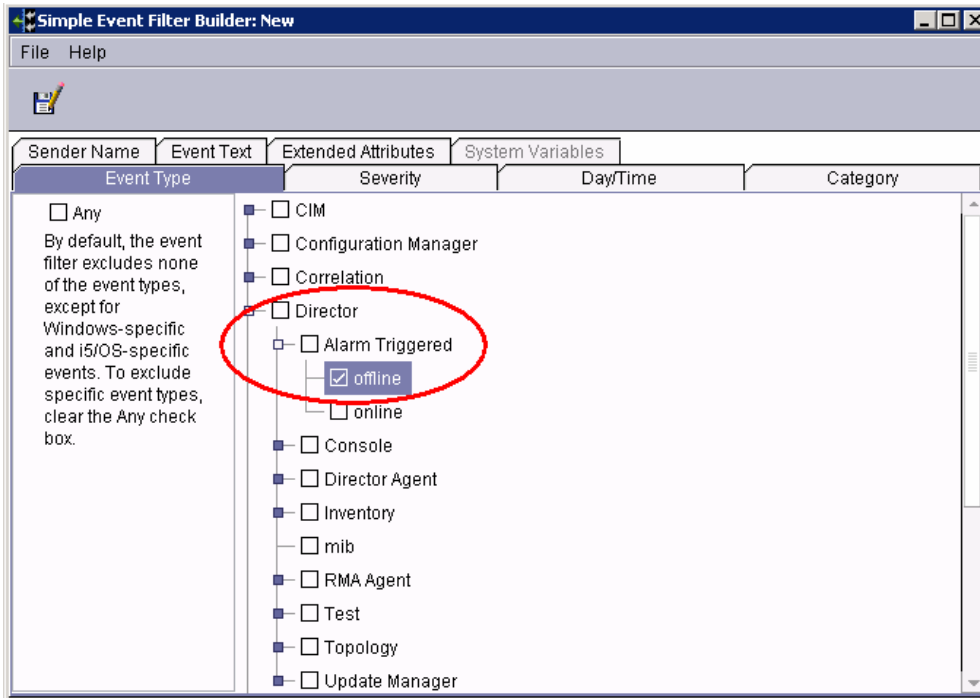 Simple Event Filter Builder: New
File Help
Sender Name Event Text Extended Attributes System Variables
Event Type Severity Day/Time Category
Any
By default, the event
filter excludes none
of the event types,
except for
Windows-specific
and i5/OS-specific
events. To exclude
specific event types,
clear the Any check
box.
CIM
Configuration Manager
Correlation
Director
Alarm Triggered
offline
online
Console
Director Agent
Inventory
mib
RMA Agent
Test
Topology
Update Manager